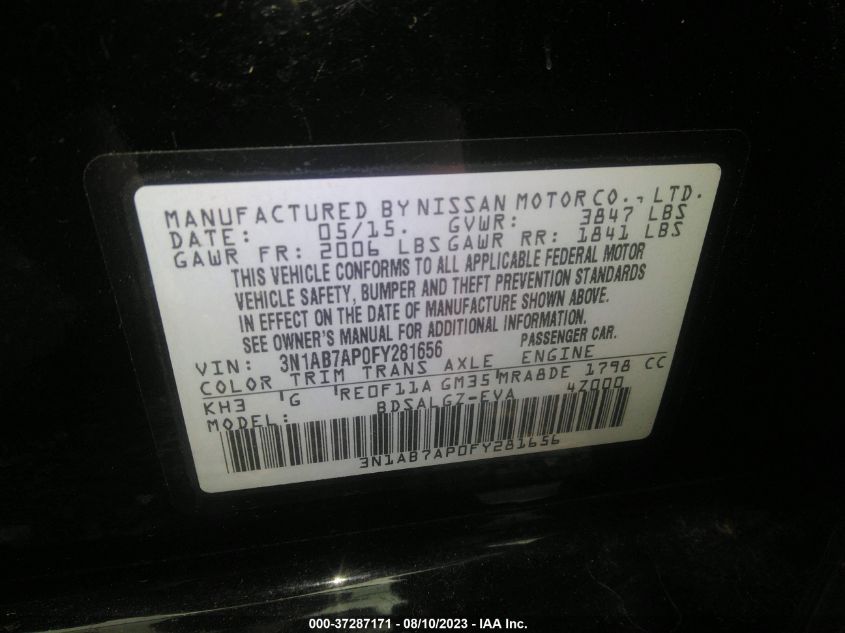 MANUFACTURED BY NISSAN MOTOR CO., LTD.
DATE: 05/15. GVWR: 3847 LBS
GAWR FR: 2006 LBS GAWR RR: 1841 LBS
THIS VEHICLE CONFORMS TO ALL APPLICABLE FEDERAL MOTOR
VEHICLE SAFETY, BUMPER AND THEFT PREVENTION STANDARDS
IN EFFECT ON THE DATE OF MANUFACTURE SHOWN ABOVE.
SEE OWNER'S MANUAL FOR ADDITIONAL INFORMATION.
VIN: 3N1AB7AP0FY281656 PASSENGER CAR.
COLOR TRIM TRANS AXLE ENGINE
KH3 G RE0F11A GM35 MRA8DE 1798 CC
MODEL: BDSALGZ-EVA 47000
3N1AB7AP0FY281656
000-37287171 - 08/10/2023 - IAA Inc.